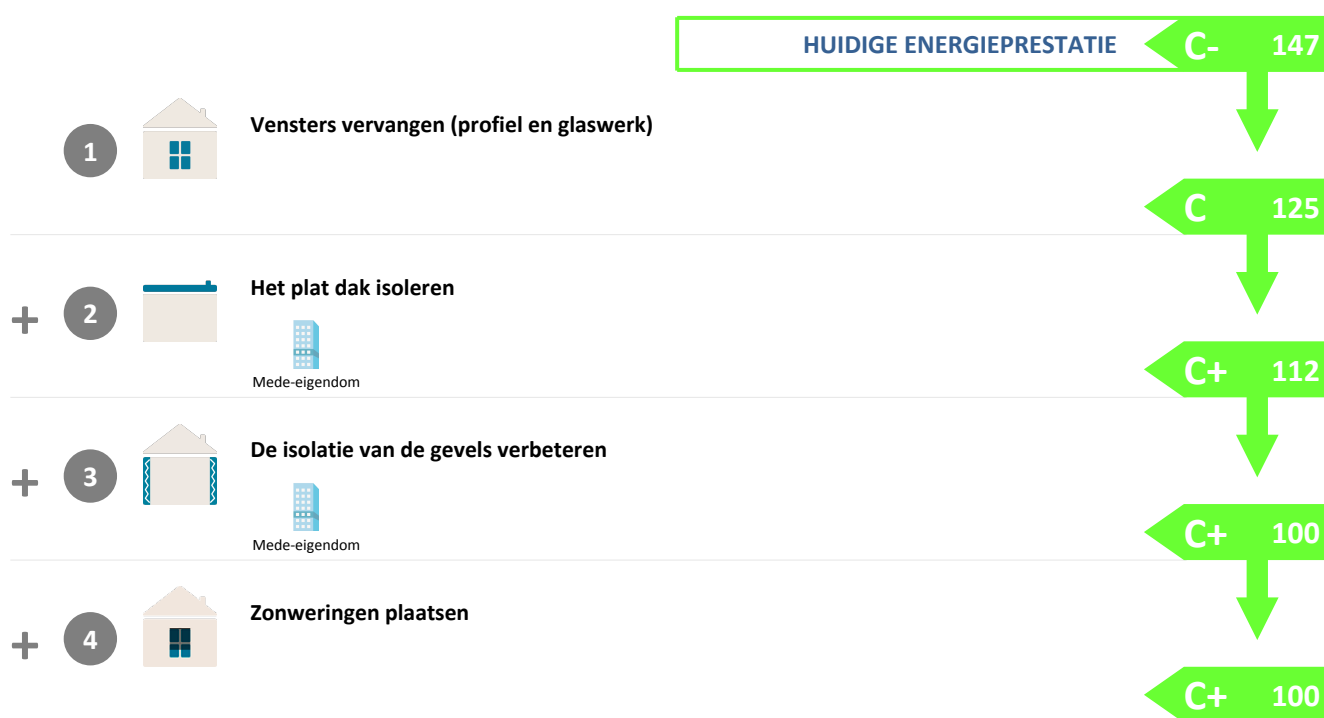 HUIDIGE ENERGIEPRESTATIE C- 147
1 Vensters vervangen (profiel en glaswerk)
C 125
+ 2 Het plat dak isoleren
Mede-eigendom
C+ 112
+ 3 De isolatie van de gevels verbeteren
Mede-eigendom
C+ 100
+ 4 Zonweringen plaatsen
C+ 100